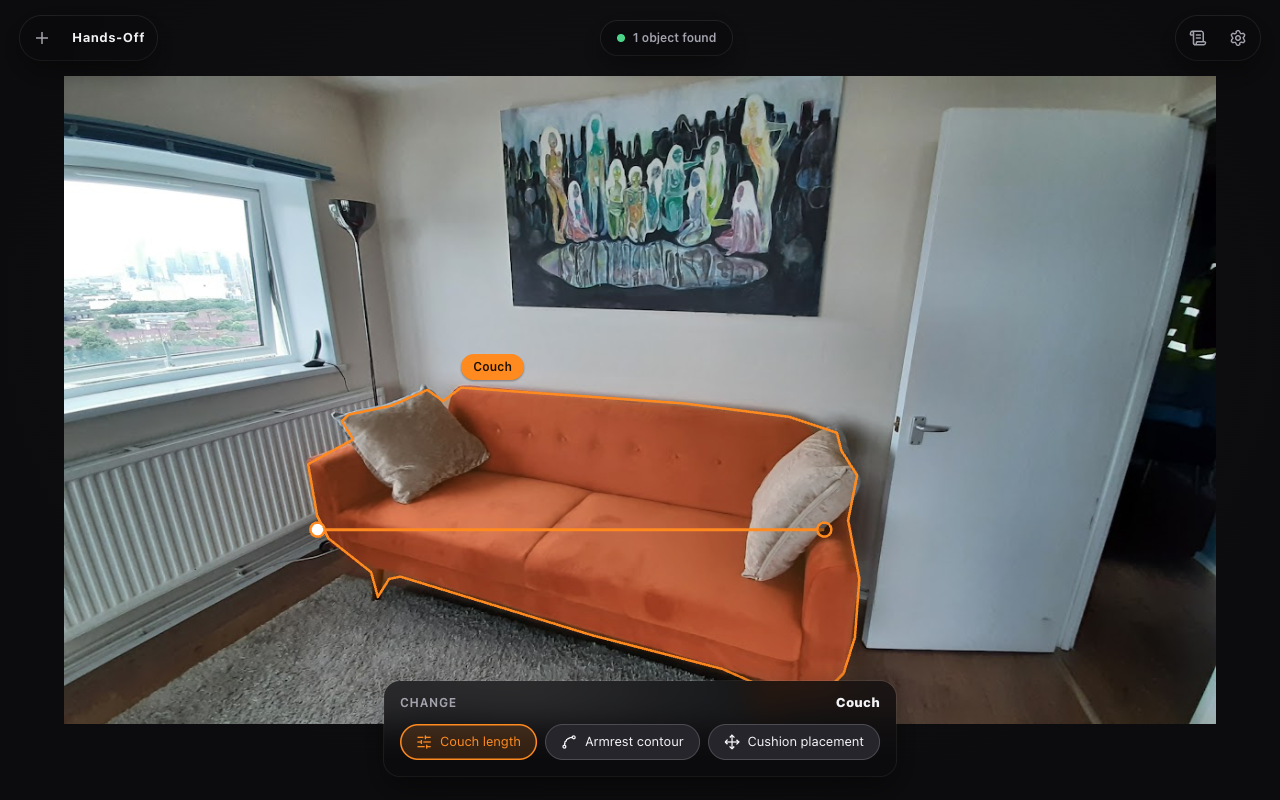 Hands-Off
1 object found
Couch
CHANGE
Couch
Couch length
Armrest contour
Cushion placement